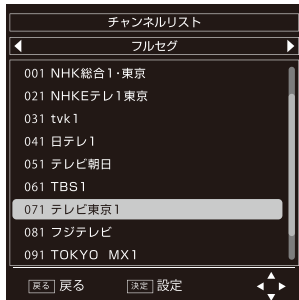 チャンネルリスト
フルセグ
001 NHK総合1・東京
021 NHKEテレ1東京
031 tvk1
041 日テレ1
051 テレビ朝日
061 TBS1
071 テレビ東京1
081 フジテレビ
091 TOKYO MX1
戻る 戻る 決定 設定